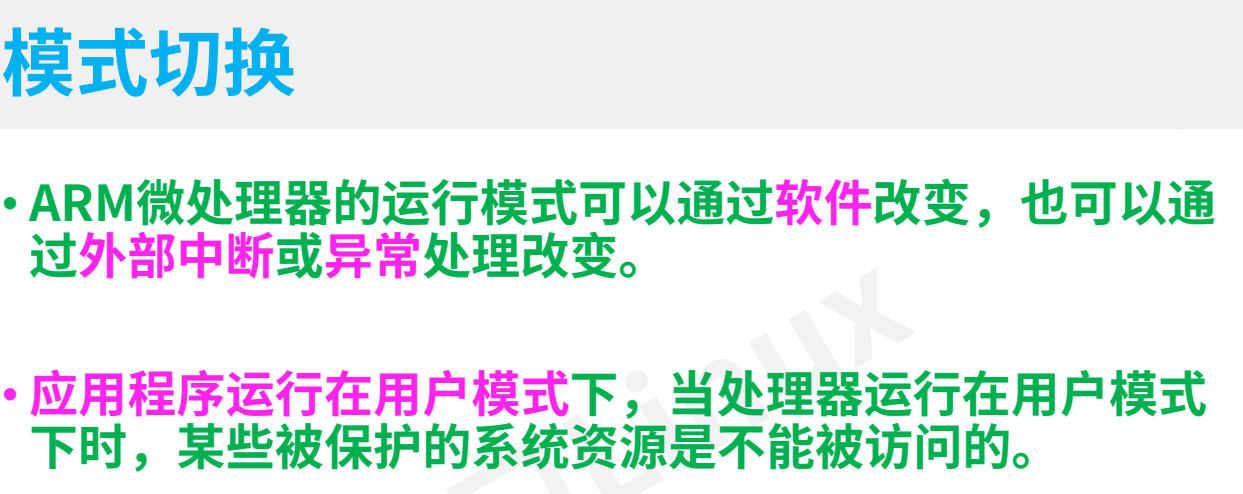 模式切换
• ARM微处理器的运行模式可以通过软件改变，也可以通
过外部中断或异常处理改变。
• 应用程序运行在用户模式下，当处理器运行在用户模式
下时，某些被保护的系统资源是不能被访问的。
Linux